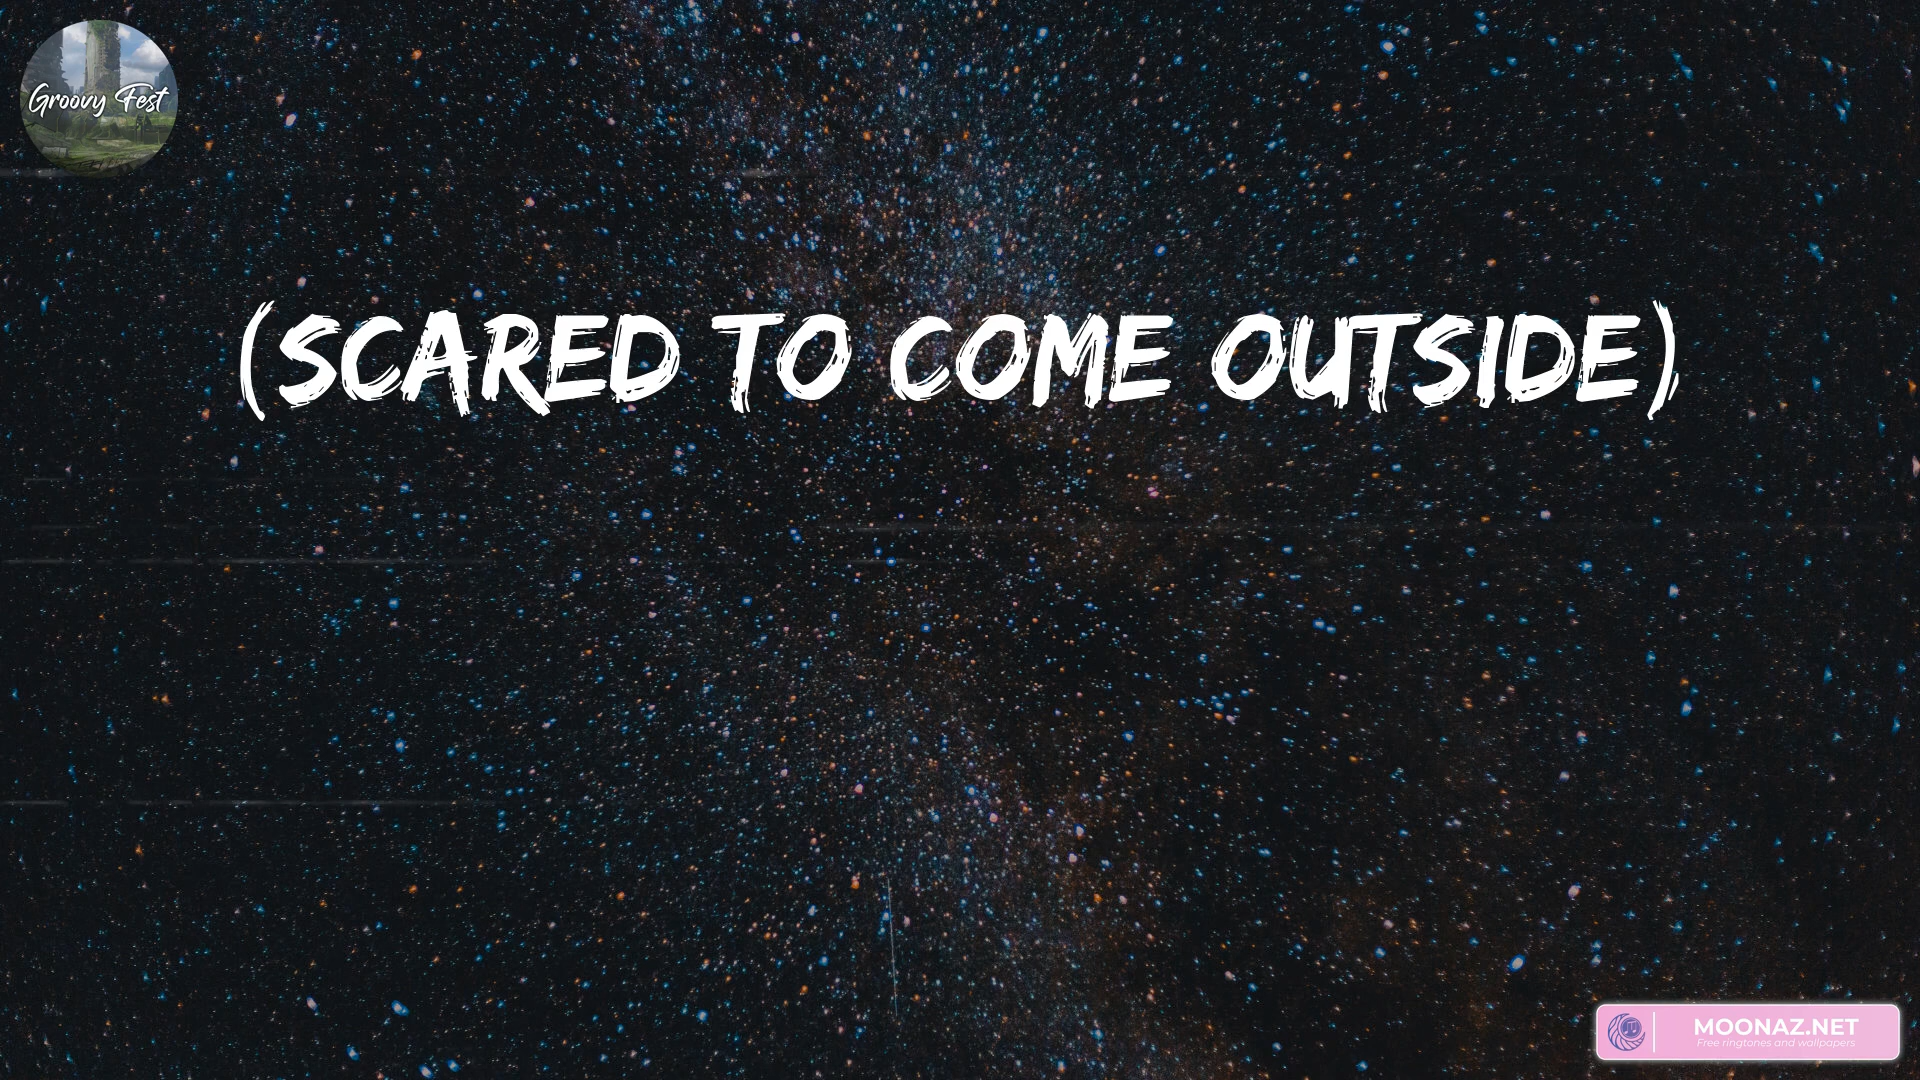 Groovy Fest
(SCARED TO COME OUTSIDE)
MOONAZ.NET
Free ringtones and wallpapers